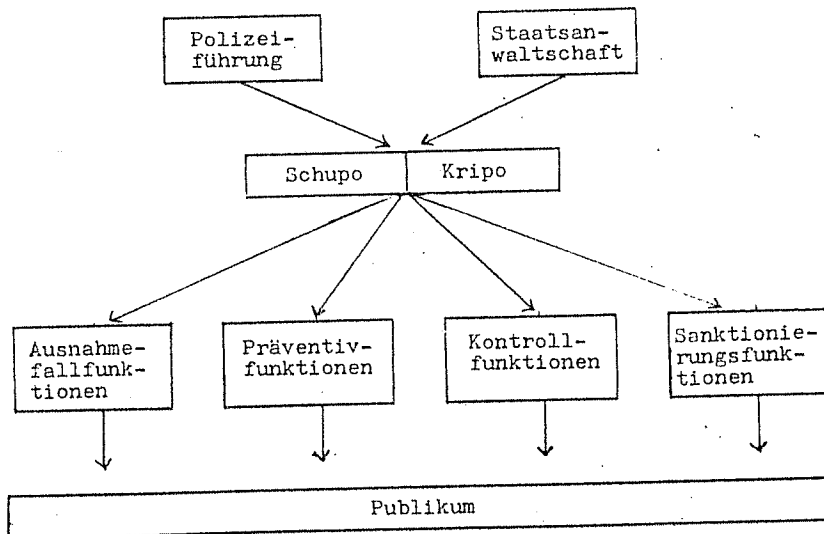 Polizei-
führung
Staatsan-
waltschaft
Schupo
Kripo
Ausnahme-
fallfunk-
tionen
Präventiv-
funktionen
Kontroll-
funktionen
Sanktionie-
rungsfunk-
tionen
Publikum